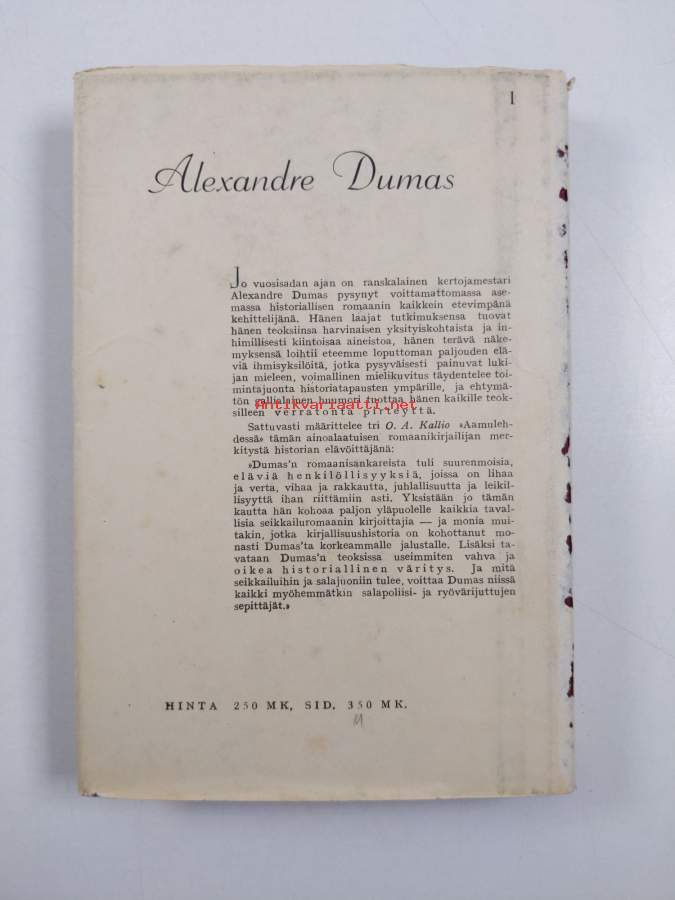 1
Alexandre Dumas
Jo vuosisadan ajan on ranskalainen kertojamestari
Alexandre Dumas pysynyt voittamattomassa ase-
massa historiallisen romaanin kaikkein etevimpänä
kehittelijänä. Hänen laajat tutkimuksensa tuovat
hänen teoksiinsa harvinaisen yksityiskohtaista ja in-
himillisesti kiintoisaa aineistoa, hänen terävä näke-
myksensä loihtii eteemme loputtoman paljouden elä-
viä ihmisyksilöitä, jotka pysyväisesti painuvat luki-
jan mieleen, voimallinen mielikuvitus täydentelee toi-
mintajuonta historiatapausten ympärille, ja ehtymä-
tön gallialainen huumori tuottaa hänen kaikille teok-
silleen verratonta pirteyttä.
Antikvariaatti.net
Sattuvasti määrittelee tri O. A. Kallio »Aamuleh-
dessä» tämän ainoalaatuisen romaanikirjailijan mer-
kitystä historian elävöittäjänä:
»Dumas'n romaanisankareista tuli suurenmoisia,
eläviä henkilöllisyyksiä, joissa on lihaa
ja verta, vihaa ja rakkautta, juhlallisuutta ja leikil-
lisyyttä ihan riittämiin asti. Yksistään jo tämän
kautta hän kohoaa paljon yläpuolelle kaikkia taval-
lisia seikkailuromaanin kirjoittajia — ja monia mui-
takin, jotka kirjallisuushistoria on kohottanut mo-
nasti Dumas'ta korkeammalle jalustalle. Lisäksi ta-
vataan Dumas'n teoksissa useimmiten vahva ja
oikea historiallinen väritys. Ja mitä
seikkailuihin ja salajuoniin tulee, voittaa Dumas niissä
kaikki myöhemmätkin salapoliisi- ja ryövärijuttujen
sepittäjät.»
HINTA 250 MK, SID. 350 MK.